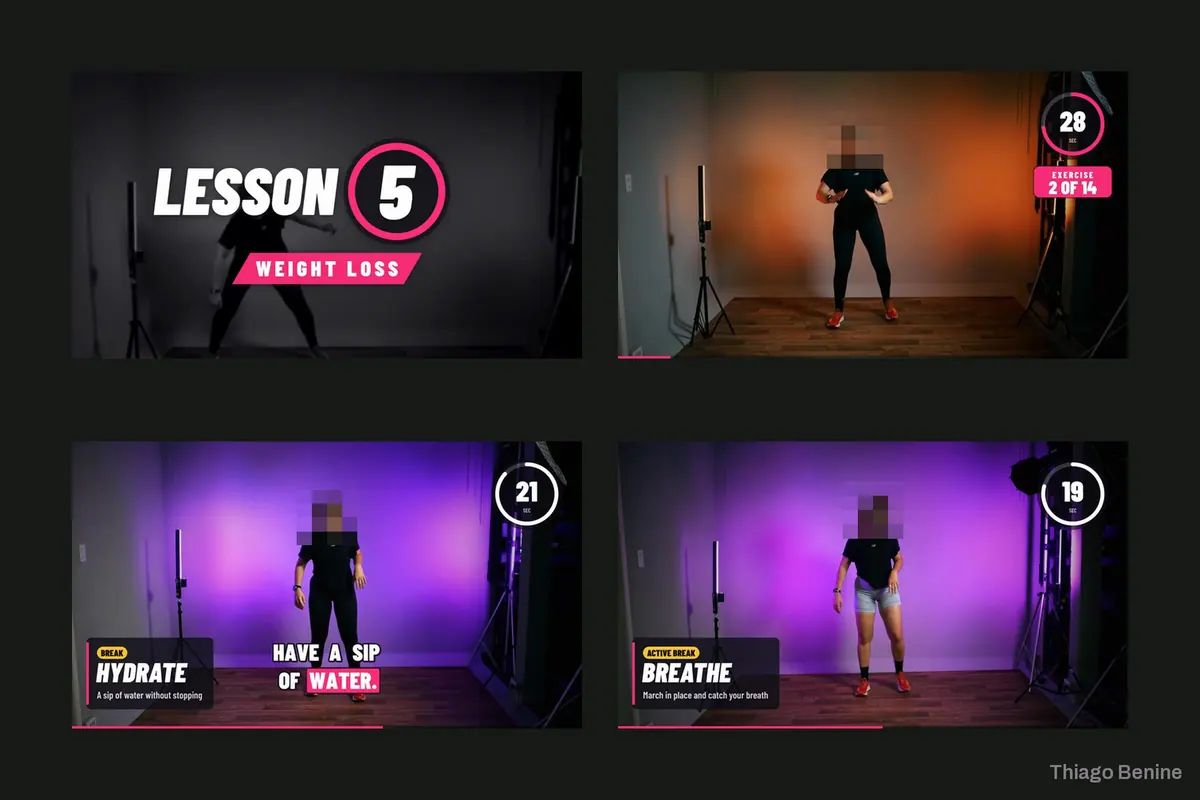 LESSON 5
WEIGHT LOSS
28
SEC
EXERCISE
2 OF 14
21
SEC
BREAK
HYDRATE
A sip of water without stopping
HAVE A SIP
OF WATER.
19
SEC
ACTIVE BREAK
BREATHE
March in place and catch your breath
Thiago Benine